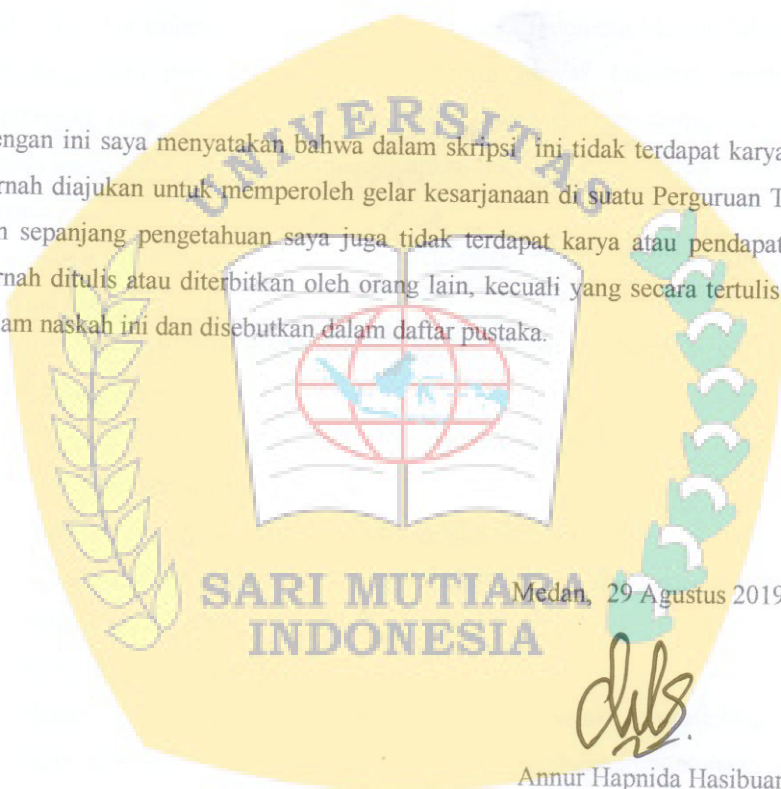 UNIVERSITAS
engan ini saya menyatakan bahwa dalam skripsi ini tidak terdapat karya
rnah diajukan untuk memperoleh gelar kesarjanaan di suatu Perguruan T
n sepanjang pengetahuan saya juga tidak terdapat karya atau pendapat
rnah ditulis atau diterbitkan oleh orang lain, kecuali yang secara tertulis
lam naskah ini dan disebutkan dalam daftar pustaka.
SARI MUTIARA
INDONESIA
Medan, 29 Agustus 2019
Annur Hapnida Hasibuan